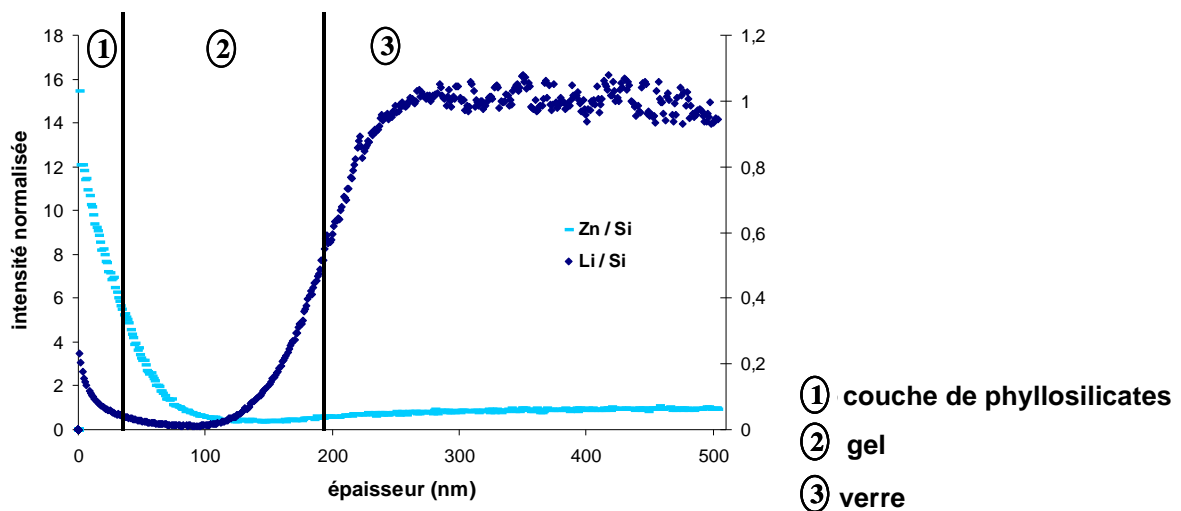 ① ② ③
18
16
14
12
10
8
6
4
2
0
intensité normalisée
1,2
1
0,8
0,6
0,4
0,2
0
Zn / Si
Li / Si
0 100 200 300 400 500
épaisseur (nm)
① couche de phyllosilicates
② gel
③ verre